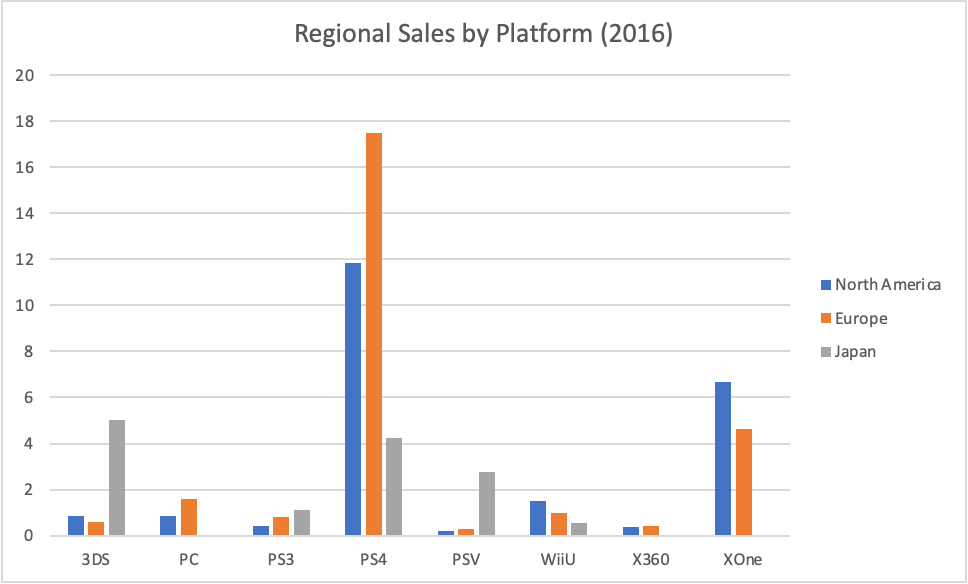 Regional Sales by Platform (2016)
20
18
16
14
12
10
8
6
4
2
0
3DS PC PS3 PS4 PSV WiiU X360 XOne
North America
Europe
Japan